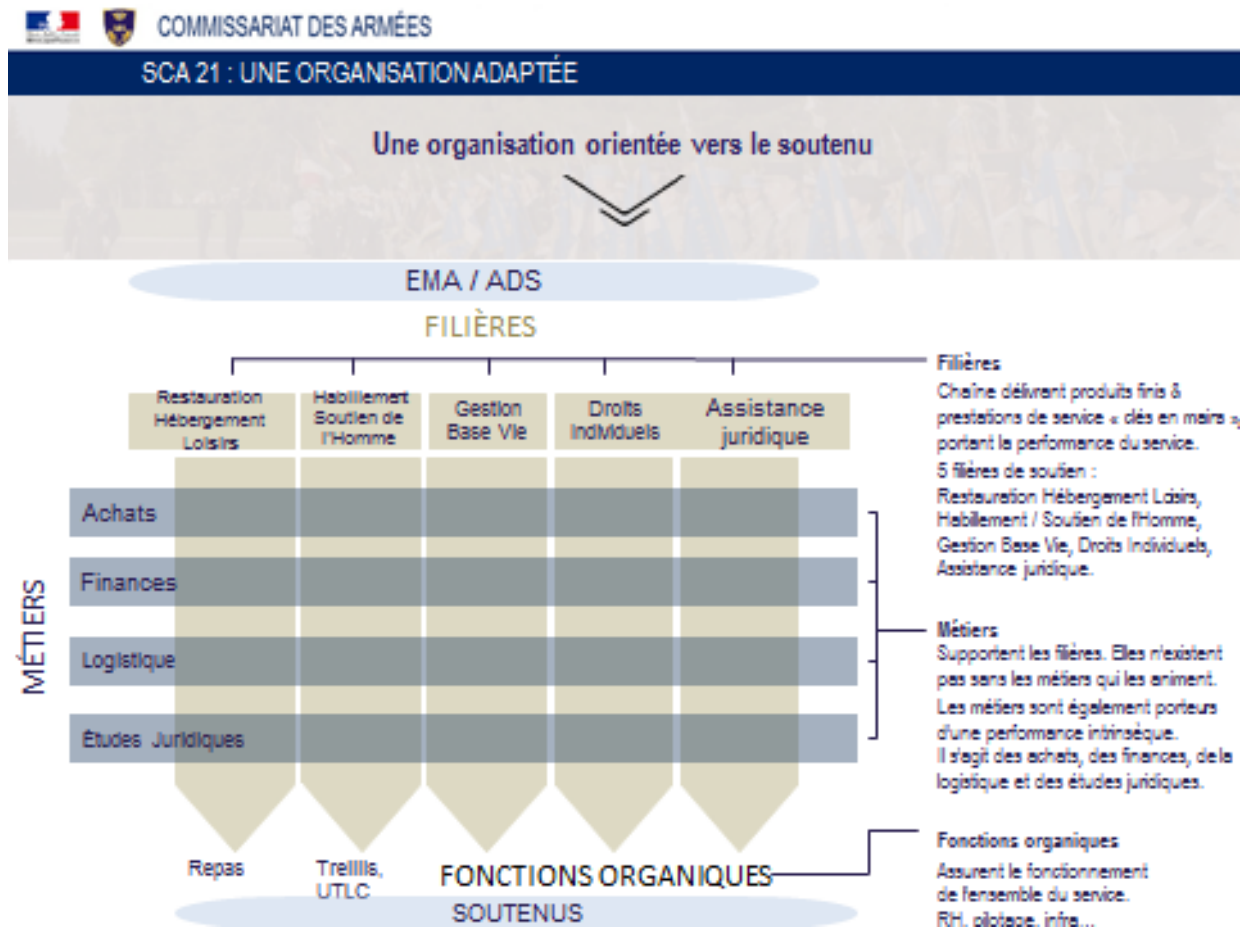 COMMISSARIAT DES ARMÉES
SCA 21 : UNE ORGANISATION ADAPTÉE
Une organisation orientée vers le soutenu
EMA / ADS
FILIÈRES
Restauration
Hébergement
Loisirs
Habillement
Soutien de
l'Homme
Gestion
Base Vie
Droits
Individuels
Assistance
juridique
MÉTIERS
Achats
Finances
Logistique
Études Juridiques
Repas
Treillis,
UTLC
FONCTIONS ORGANIQUES
SOUTENUS
Filières
Chaîne délivrant produits finis &
prestations de service « clés en mains »,
portant la performance du service.
5 filières de soutien :
Restauration Hébergement Loisirs,
Habillement / Soutien de l'Homme,
Gestion Base Vie, Droits Individuels,
Assistance juridique.
Métiers
Supportent les filières. Elles n'existent
pas sans les métiers qui les animent.
Les métiers sont également porteurs
d'une performance intrinsèque.
Il s'agit des achats, des finances, de la
logistique et des études juridiques.
Fonctions organiques
Assurent le fonctionnement
de l'ensemble du service.
RH, pilotage, infra...